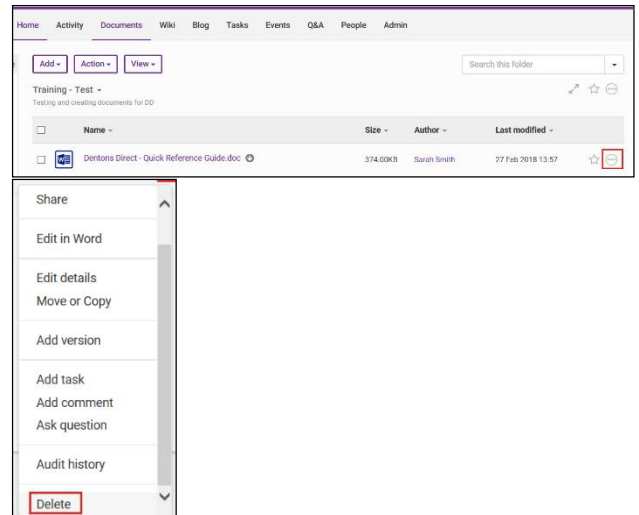 Home Activity Documents Wiki Blog Tasks Events Q&A People Admin
Add Action View Search this folder
Training - Test
Testing and creating documents for DD
Name Size Author Last modified
Dentons Direct - Quick Reference Guide.doc 374.00KB Sarah Smith 27 Feb 2018 13:57
Share
Edit in Word
Edit details
Move or Copy
Add version
Add task
Add comment
Ask question
Audit history
Delete